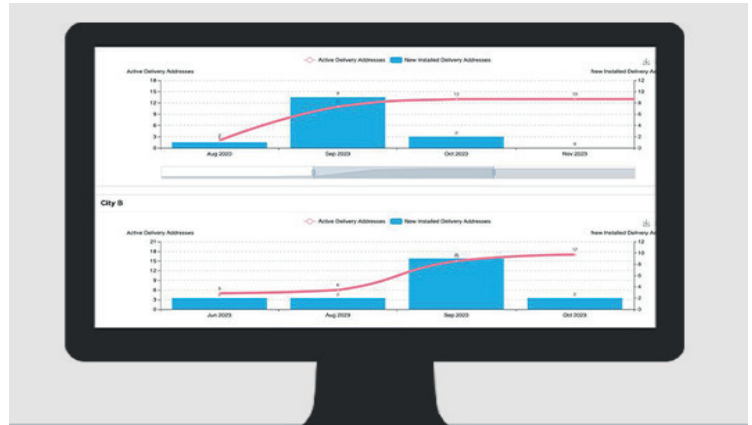 Active Delivery Addresses New Installed Delivery Addresses
Active Delivery Addresses New Installed Delivery A
18 12
15 10
12 8
9 6
6 4
3 2
0 0
Aug 2023 Sep 2023 Oct 2023 Nov 2023
City B
Active Delivery Addresses New Installed Delivery Addresses
Active Delivery Addresses New Installed Delivery A
21 12
18 10
15 8
12 6
9 4
6 2
3 0
0
Jun 2023 Aug 2023 Sep 2023 Oct 2023